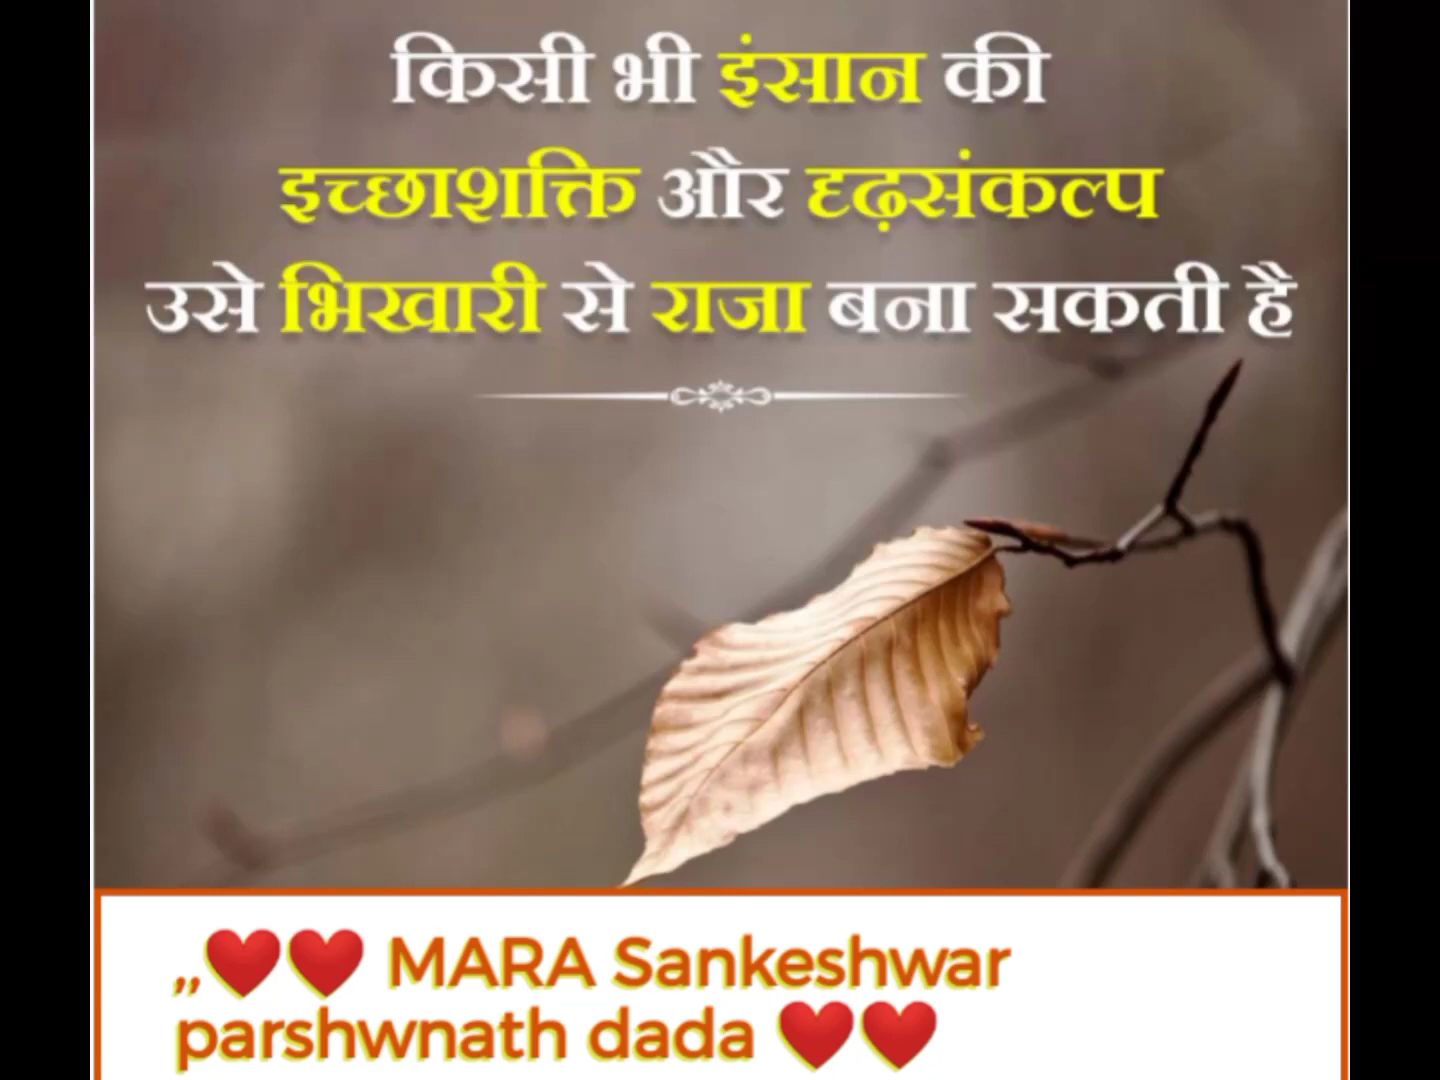 किसी भी इंसान की
इच्छाशक्ति और दृढ़संकल्प
उसे भिखारी से राजा बना सकती है
,,❤️❤️ MARA Sankeshwar
parshwnath dada ❤️❤️